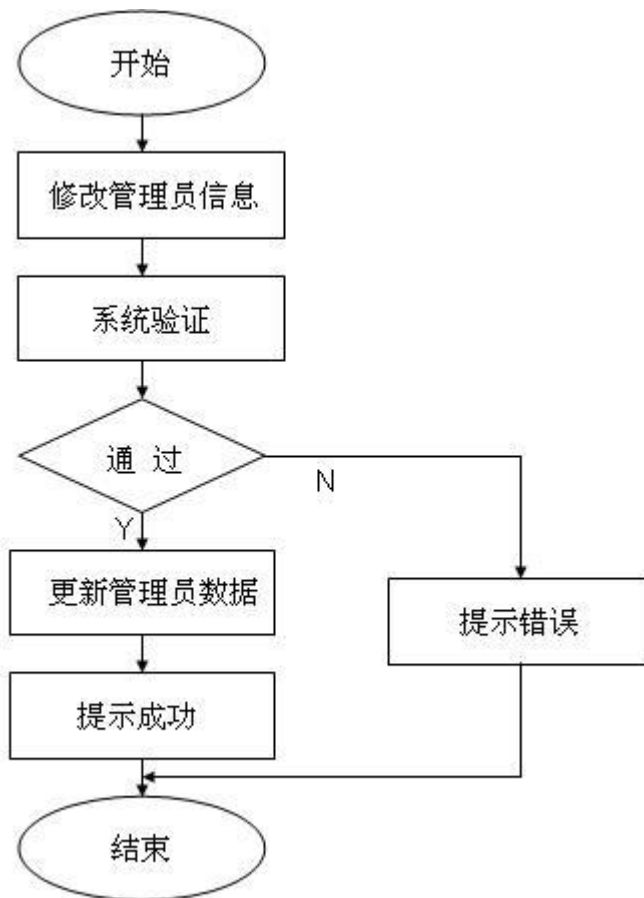 开始
修改管理员信息
系统验证
通 过
N
Y
更新管理员数据
提示错误
提示成功
结束